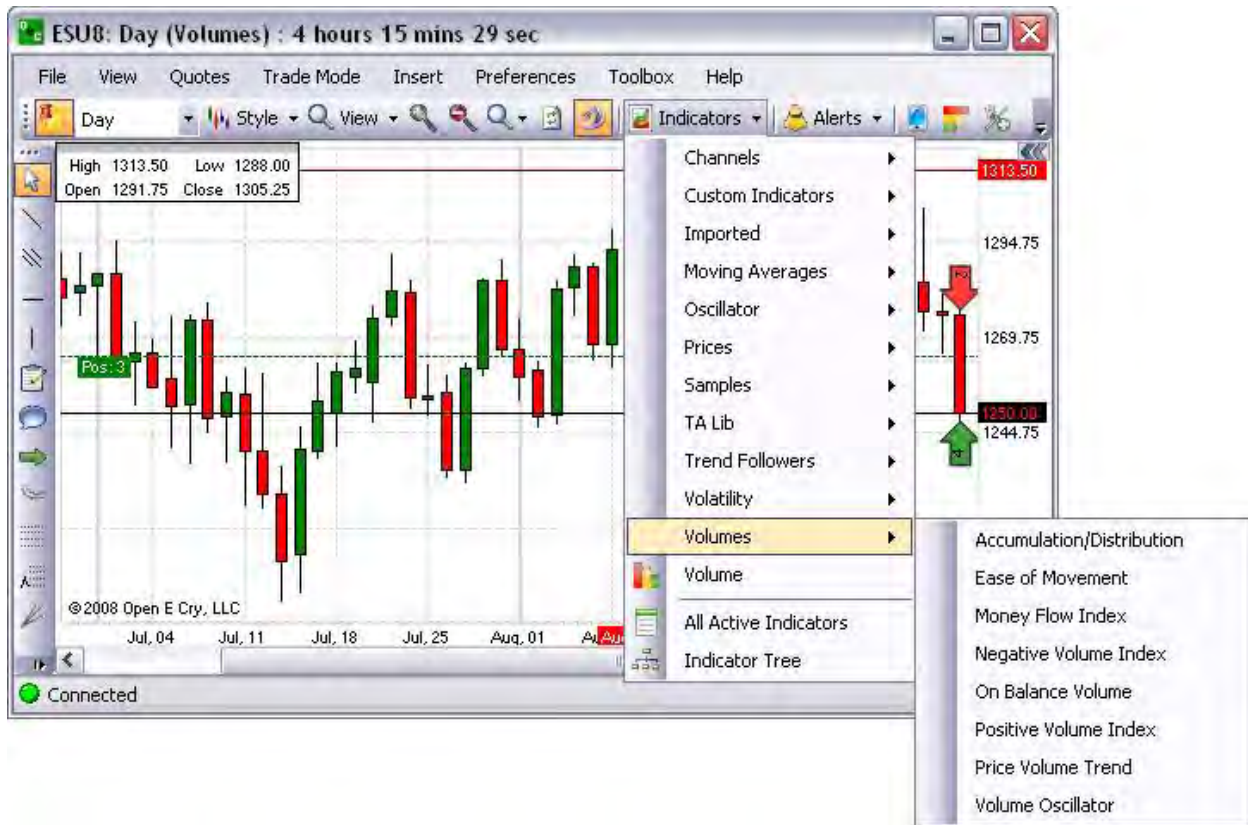 ESU8: Day (Volumes) : 4 hours 15 mins 29 sec
File View Quotes Trade Mode Insert Preferences Toolbox Help
Day Style View Indicators Alerts
High 1313.50 Low 1288.00
Open 1291.75 Close 1305.25
1313.50
1294.75
1269.75
1250.00
1244.75
Pos: 3
©2008 Open E Cry, LLC
Jul, 04 Jul, 11 Jul, 18 Jul, 25 Aug, 01
Connected
Channels
Custom Indicators
Imported
Moving Averages
Oscillator
Prices
Samples
TA Lib
Trend Followers
Volatility
Volumes
Volume
All Active Indicators
Indicator Tree
Accumulation/Distribution
Ease of Movement
Money Flow Index
Negative Volume Index
On Balance Volume
Positive Volume Index
Price Volume Trend
Volume Oscillator